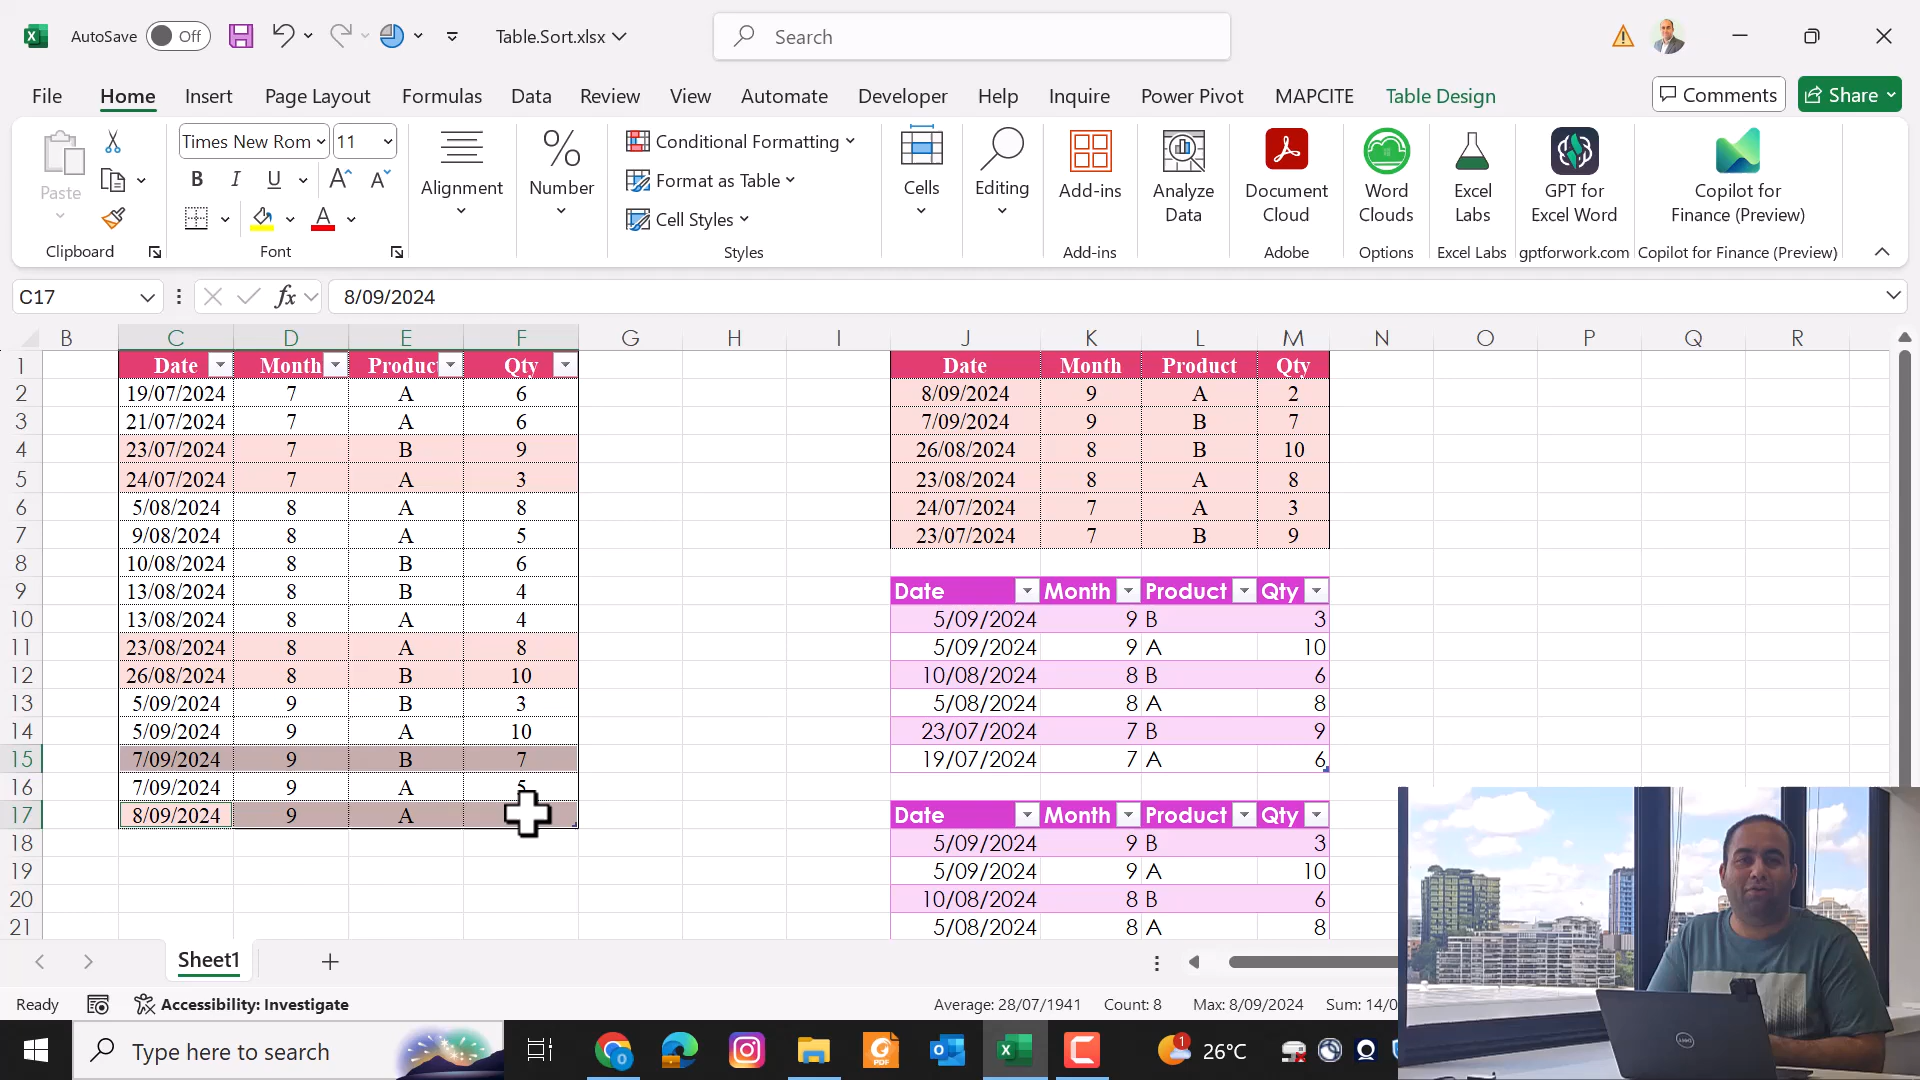 AutoSave Off Table.Sort.xlsx Search
File Home Insert Page Layout Formulas Data Review View Automate Developer Help Inquire Power Pivot MAPCITE Table Design Comments Share
Paste
Clipboard
Times New Rom 11
B I U A A A
Font
Alignment
%
Number
Conditional Formatting
Format as Table
Cell Styles
Styles
Cells
Editing
Add-ins
Add-ins
Analyze Data
Document Cloud
Adobe
Word Clouds
Options
Excel Labs
Excel Labs
GPT for Excel Word
gptforwork.com
Copilot for Finance (Preview)
Copilot for Finance (Preview)
C17 fx 8/09/2024
B C D E F G H I J K L M N O P Q R
1 Date Month Product Qty Date Month Product Qty
2 19/07/2024 7 A 6 8/09/2024 9 A 2
3 21/07/2024 7 A 6 7/09/2024 9 B 7
4 23/07/2024 7 B 9 26/08/2024 8 B 10
5 24/07/2024 7 A 3 23/08/2024 8 A 8
6 5/08/2024 8 A 8 24/07/2024 7 A 3
7 9/08/2024 8 A 5 23/07/2024 7 B 9
8 10/08/2024 8 B 6
9 13/08/2024 8 B 4 Date Month Product Qty
10 13/08/2024 8 A 4 5/09/2024 9 B 3
11 23/08/2024 8 A 8 5/09/2024 9 A 10
12 26/08/2024 8 B 10 10/08/2024 8 B 6
13 5/09/2024 9 B 3 5/08/2024 8 A 8
14 5/09/2024 9 A 10 23/07/2024 7 B 9
15 7/09/2024 9 B 7 19/07/2024 7 A 6
16 7/09/2024 9 A 5
17 8/09/2024 9 A Date Month Product Qty
18 5/09/2024 9 B 3
19 5/09/2024 9 A 10
20 10/08/2024 8 B 6
21 5/08/2024 8 A 8
Sheet1
Ready Accessibility: Investigate Average: 28/07/1941 Count: 8 Max: 8/09/2024 Sum: 14/0
Type here to search 1 26°C